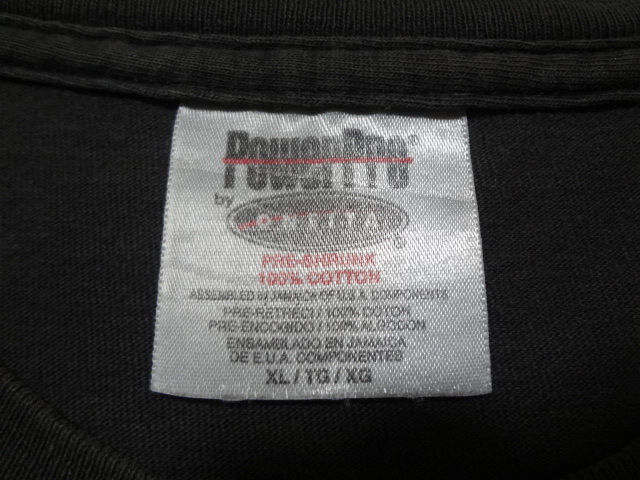 PowerPro®
by
®
PRE-SHRUNK
100% COTTON
ASSEMBLED IN JAMAICA OF U.S.A. COMPONENTS
PRE-RETRECI / 100% COTON
PRE-ENCOGIDO / 100% ALGODON
ENSAMBLADO EN JAMAICA
DE E.U.A. COMPONENTES
XL / TG / XG